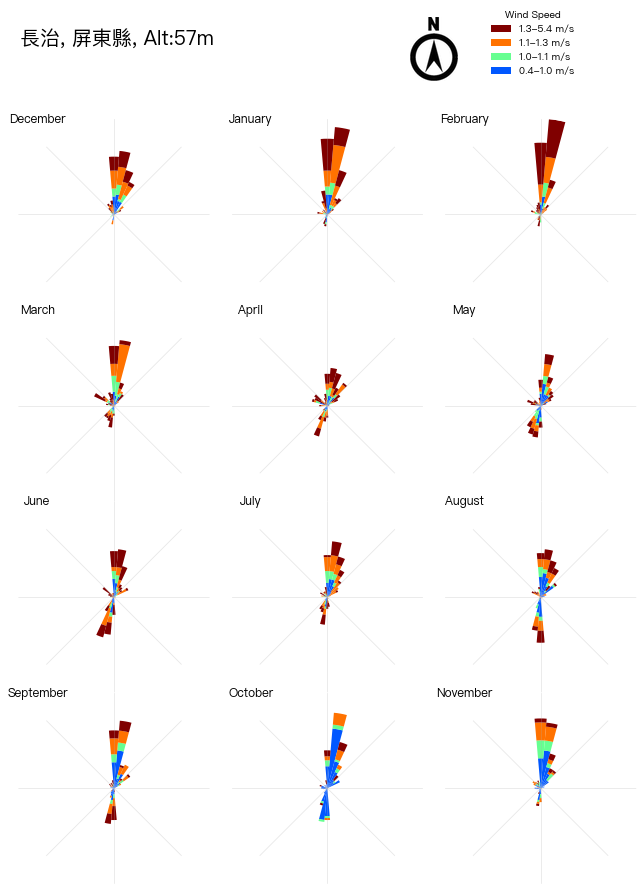 長治, 屏東縣, Alt:57m
N
Wind Speed
1.3–5.4 m/s
1.1–1.3 m/s
1.0–1.1 m/s
0.4–1.0 m/s
December
January
February
March
April
May
June
July
August
September
October
November